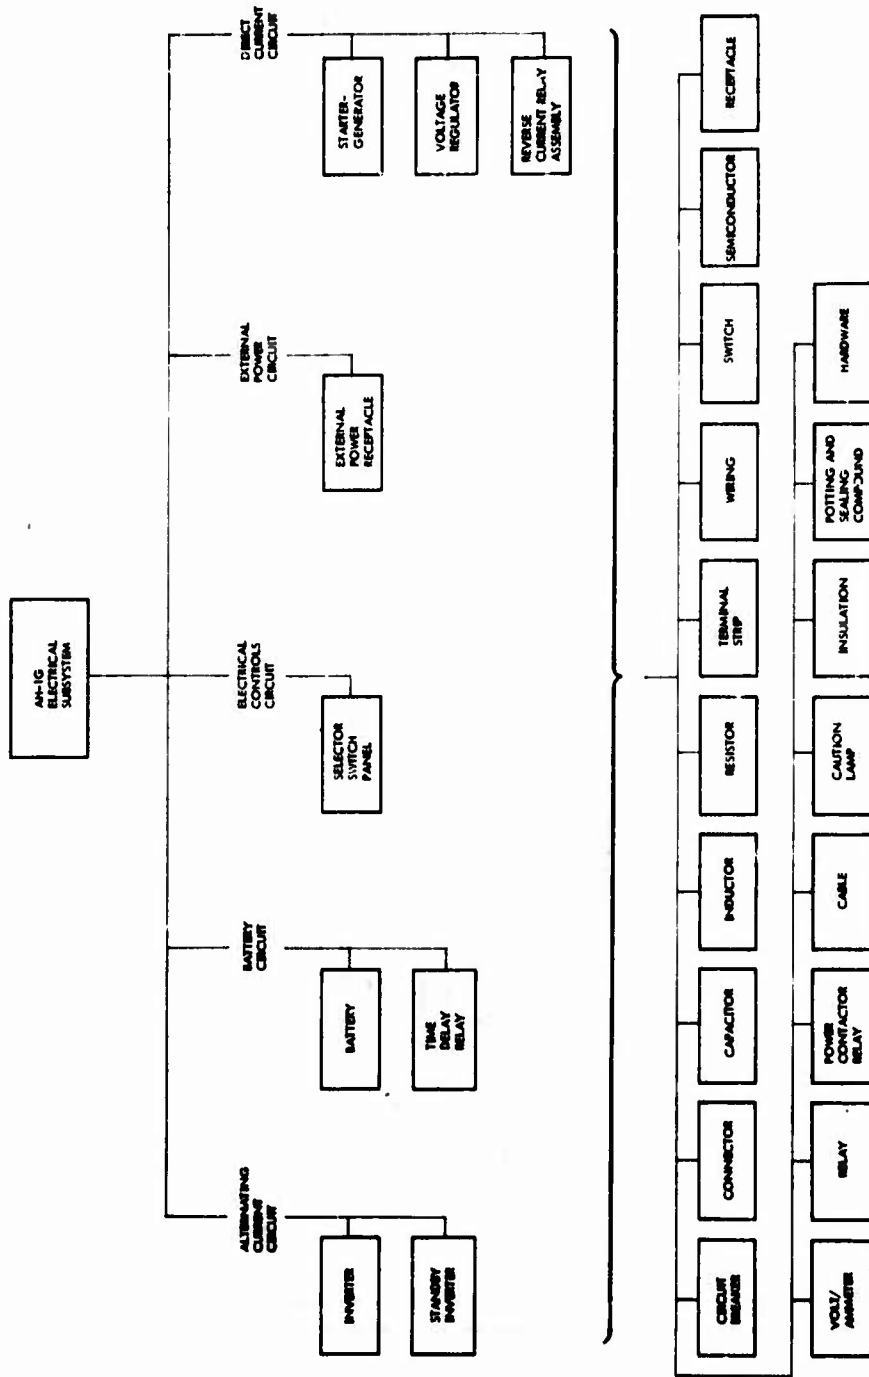 AH-1G
ELECTRICAL
SUBSYSTEM
ALTERNATING
CURRENT
CIRCUIT
BATTERY
CIRCUIT
ELECTRICAL
CONTROLS
CIRCUIT
EXTERNAL
POWER
CIRCUIT
DIRECT
CURRENT
CIRCUIT
INVERTER
STANDBY
INVERTER
BATTERY
TIME
DELAY
RELAY
SELECTOR
SWITCH
PANEL
EXTERNAL
POWER
RECEPTACLE
STARTER-
GENERATOR
VOLTAGE
REGULATOR
REVERSE
CURRENT RELAY
ASSEMBLY
CIRCUIT
BREAKER
CONNECTOR
CAPACITOR
INDUCTOR
RESISTOR
TERMINAL
STRIP
WIRING
SWITCH
SEMICONDUCTOR
RECEPTACLE
VOLT/
AMMETER
RELAY
POWER
CONTACTOR
RELAY
CABLE
CAUTION
LAMP
INSULATION
POTTING AND
SEALING
COMPOUND
HARDWARE